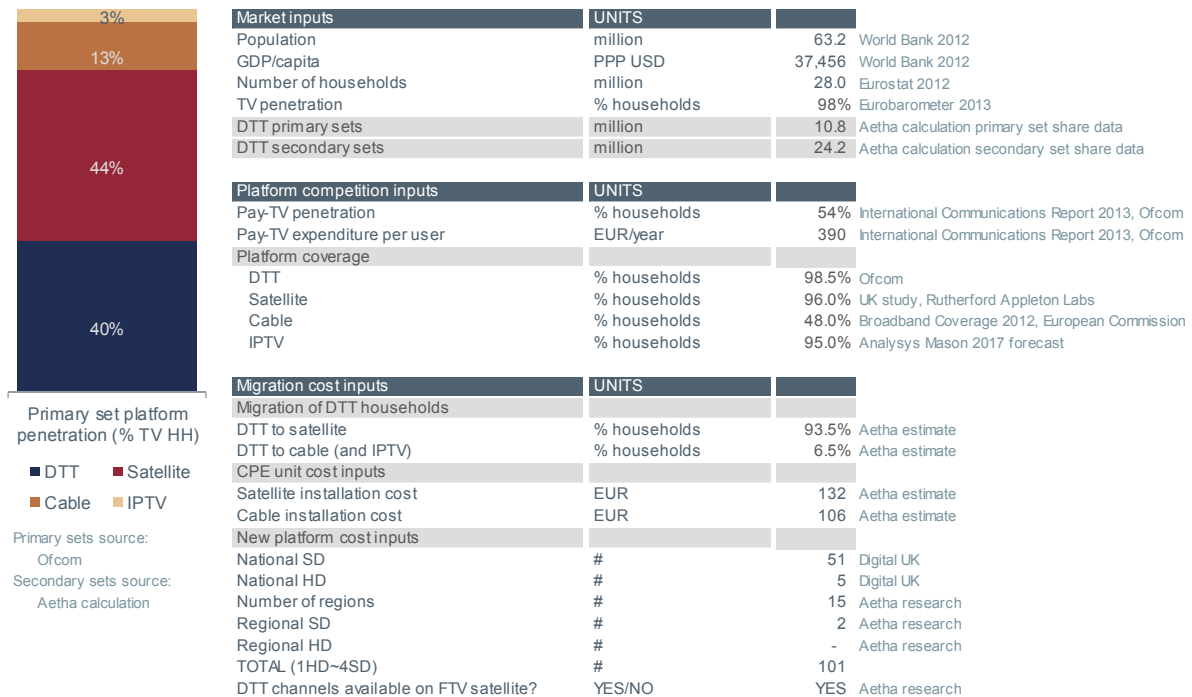 3%
13%
44%
40%
Primary set platform
penetration (% TV HH)
DTT Satellite
Cable IPTV
Primary sets source:
Ofcom
Secondary sets source:
Aetha calculation
Market inputs UNITS
Population million 63.2 World Bank 2012
GDP/capita PPP USD 37,456 World Bank 2012
Number of households million 28.0 Eurostat 2012
TV penetration % households 98% Eurobarometer 2013
DTT primary sets million 10.8 Aetha calculation primary set share data
DTT secondary sets million 24.2 Aetha calculation secondary set share data
Platform competition inputs UNITS
Pay-TV penetration % households 54% International Communications Report 2013, Ofcom
Pay-TV expenditure per user EUR/year 390 International Communications Report 2013, Ofcom
Platform coverage
DTT % households 98.5% Ofcom
Satellite % households 96.0% UK study, Rutherford Appleton Labs
Cable % households 48.0% Broadband Coverage 2012, European Commission
IPTV % households 95.0% Analysys Mason 2017 forecast
Migration cost inputs UNITS
Migration of DTT households
DTT to satellite % households 93.5% Aetha estimate
DTT to cable (and IPTV) % households 6.5% Aetha estimate
CPE unit cost inputs
Satellite installation cost EUR 132 Aetha estimate
Cable installation cost EUR 106 Aetha estimate
New platform cost inputs
National SD # 51 Digital UK
National HD # 5 Digital UK
Number of regions # 15 Aetha research
Regional SD # 2 Aetha research
Regional HD # - Aetha research
TOTAL (1HD~4SD) # 101
DTT channels available on FTV satellite? YES/NO YES Aetha research